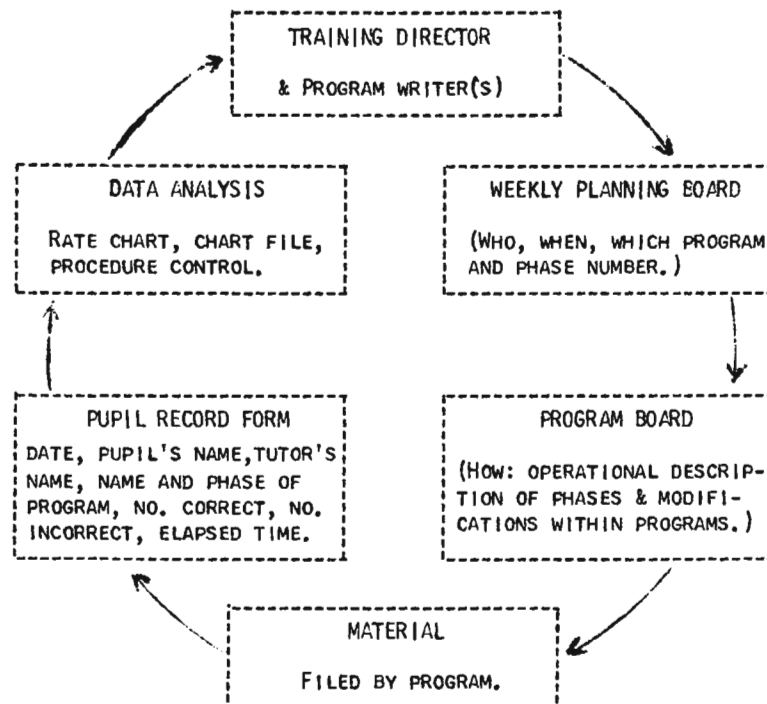 TRAINING DIRECTOR
& PROGRAM WRITER(S)
WEEKLY PLANNING BOARD
(WHO, WHEN, WHICH PROGRAM
AND PHASE NUMBER.)
PROGRAM BOARD
(HOW: OPERATIONAL DESCRIP-
TION OF PHASES & MODIFI-
CATIONS WITHIN PROGRAMS.)
MATERIAL
FILED BY PROGRAM.
PUPIL RECORD FORM
DATE, PUPIL'S NAME,TUTOR'S
NAME, NAME AND PHASE OF
PROGRAM, NO. CORRECT, NO.
INCORRECT, ELAPSED TIME.
DATA ANALYSIS
RATE CHART, CHART FILE,
PROCEDURE CONTROL.